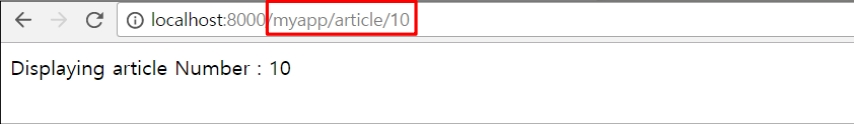 localhost:8000/myapp/article/10
Displaying article Number : 10